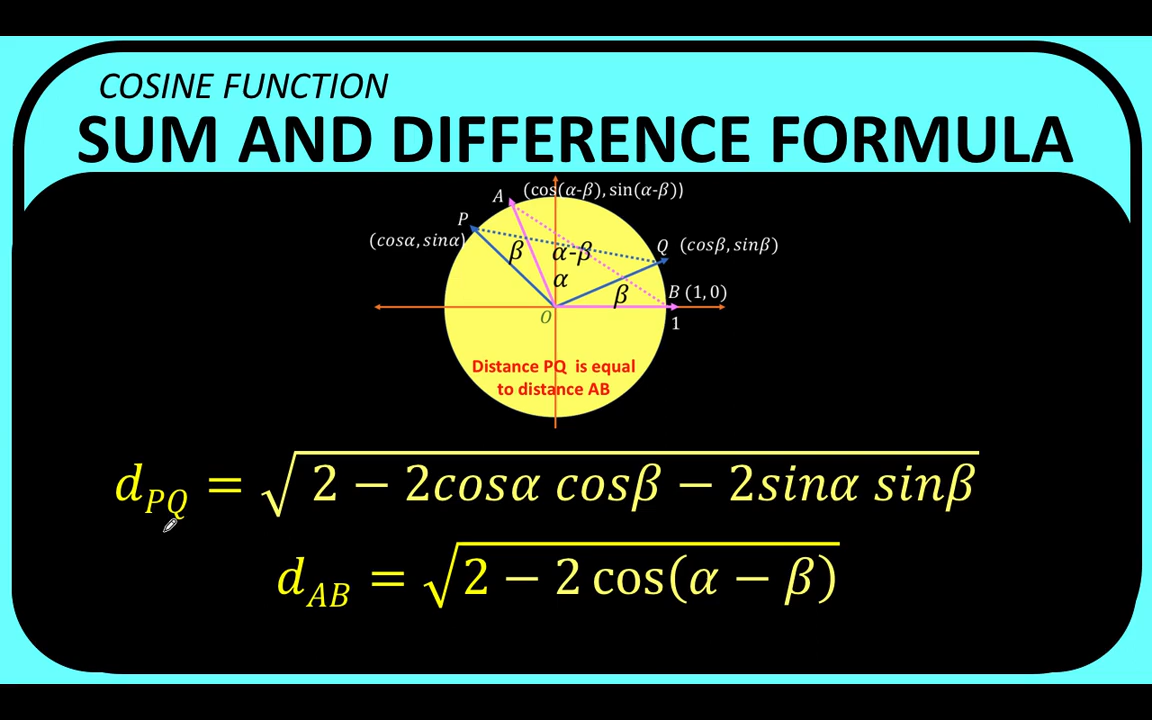 COSINE FUNCTION
SUM AND DIFFERENCE FORMULA
A (cos(α-β), sin(α-β))
P
(cosα, sinα)
Q (cosβ, sinβ)
β α-β
α
β
B (1, 0)
O
1
Distance PQ is equal
to distance AB
d_PQ = √(2 − 2cosα cosβ − 2sinα sinβ)
d_AB = √(2 − 2 cos(α − β))